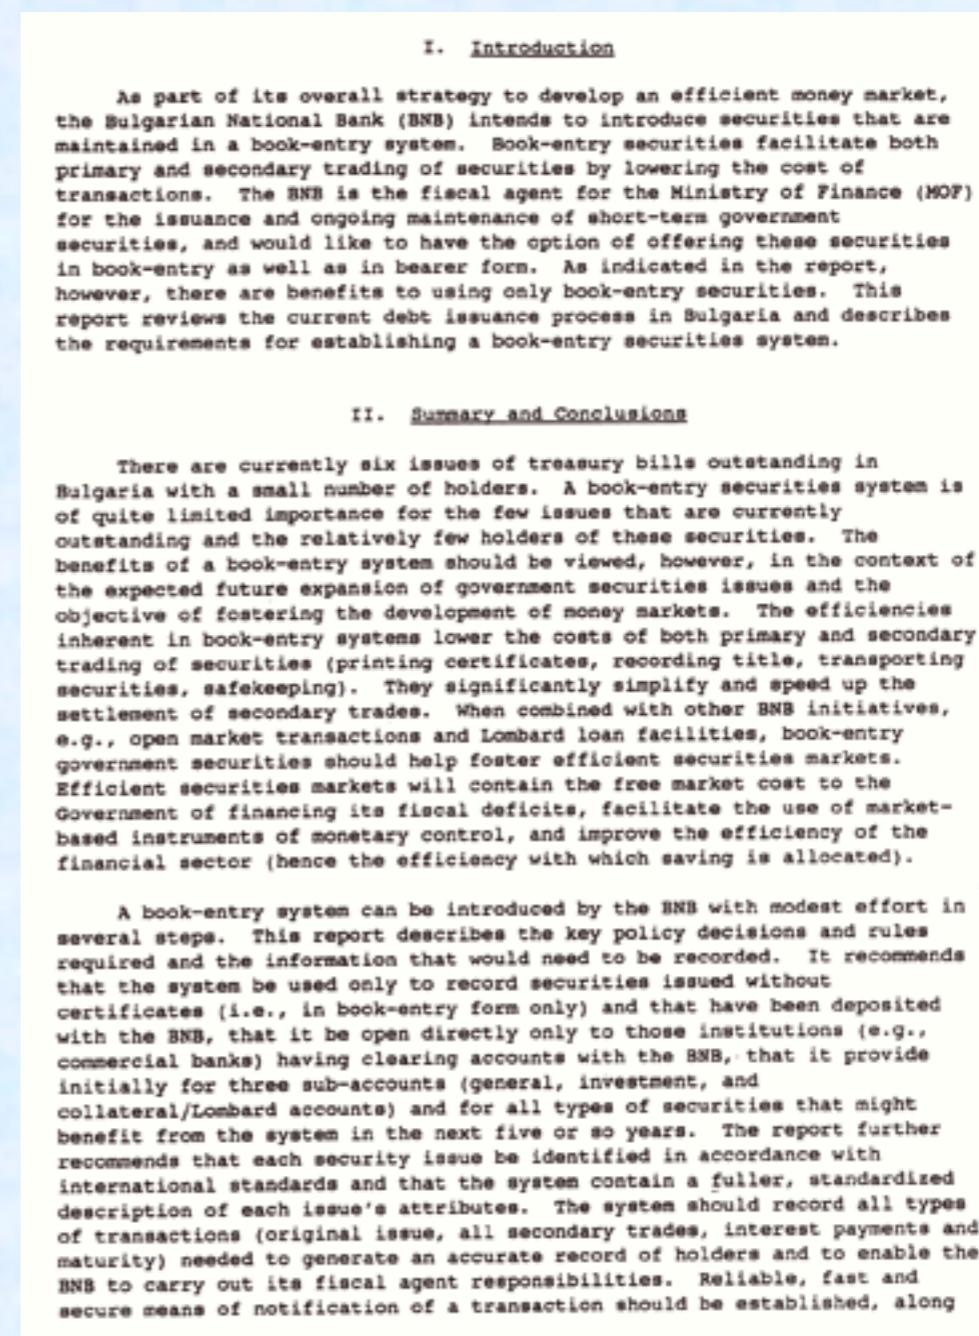 I. Introduction
As part of its overall strategy to develop an efficient money market,
the Bulgarian National Bank (BNB) intends to introduce securities that are
maintained in a book-entry system. Book-entry securities facilitate both
primary and secondary trading of securities by lowering the cost of
transactions. The BNB is the fiscal agent for the Ministry of Finance (MOF)
for the issuance and ongoing maintenance of short-term government
securities, and would like to have the option of offering these securities
in book-entry as well as in bearer form. As indicated in the report,
however, there are benefits to using only book-entry securities. This
report reviews the current debt issuance process in Bulgaria and describes
the requirements for establishing a book-entry securities system.
II. Summary and Conclusions
There are currently six issues of treasury bills outstanding in
Bulgaria with a small number of holders. A book-entry securities system is
of quite limited importance for the few issues that are currently
outstanding and the relatively few holders of these securities. The
benefits of a book-entry system should be viewed, however, in the context of
the expected future expansion of government securities issues and the
objective of fostering the development of money markets. The efficiencies
inherent in book-entry systems lower the costs of both primary and secondary
trading of securities (printing certificates, recording title, transporting
securities, safekeeping). They significantly simplify and speed up the
settlement of secondary trades. When combined with other BNB initiatives,
e.g., open market transactions and Lombard loan facilities, book-entry
government securities should help foster efficient securities markets.
Efficient securities markets will contain the free market cost to the
Government of financing its fiscal deficits, facilitate the use of market-
based instruments of monetary control, and improve the efficiency of the
financial sector (hence the efficiency with which saving is allocated).
A book-entry system can be introduced by the BNB with modest effort in
several steps. This report describes the key policy decisions and rules
required and the information that would need to be recorded. It recommends
that the system be used only to record securities issued without
certificates (i.e., in book-entry form only) and that have been deposited
with the BNB, that it be open directly only to those institutions (e.g.,
commercial banks) having clearing accounts with the BNB, that it provide
initially for three sub-accounts (general, investment, and
collateral/Lombard accounts) and for all types of securities that might
benefit from the system in the next five or so years. The report further
recommends that each security issue be identified in accordance with
international standards and that the system contain a fuller, standardized
description of each issue's attributes. The system should record all types
of transactions (original issue, all secondary trades, interest payments and
maturity) needed to generate an accurate record of holders and to enable the
BNB to carry out its fiscal agent responsibilities. Reliable, fast and
secure means of notification of a transaction should be established, along